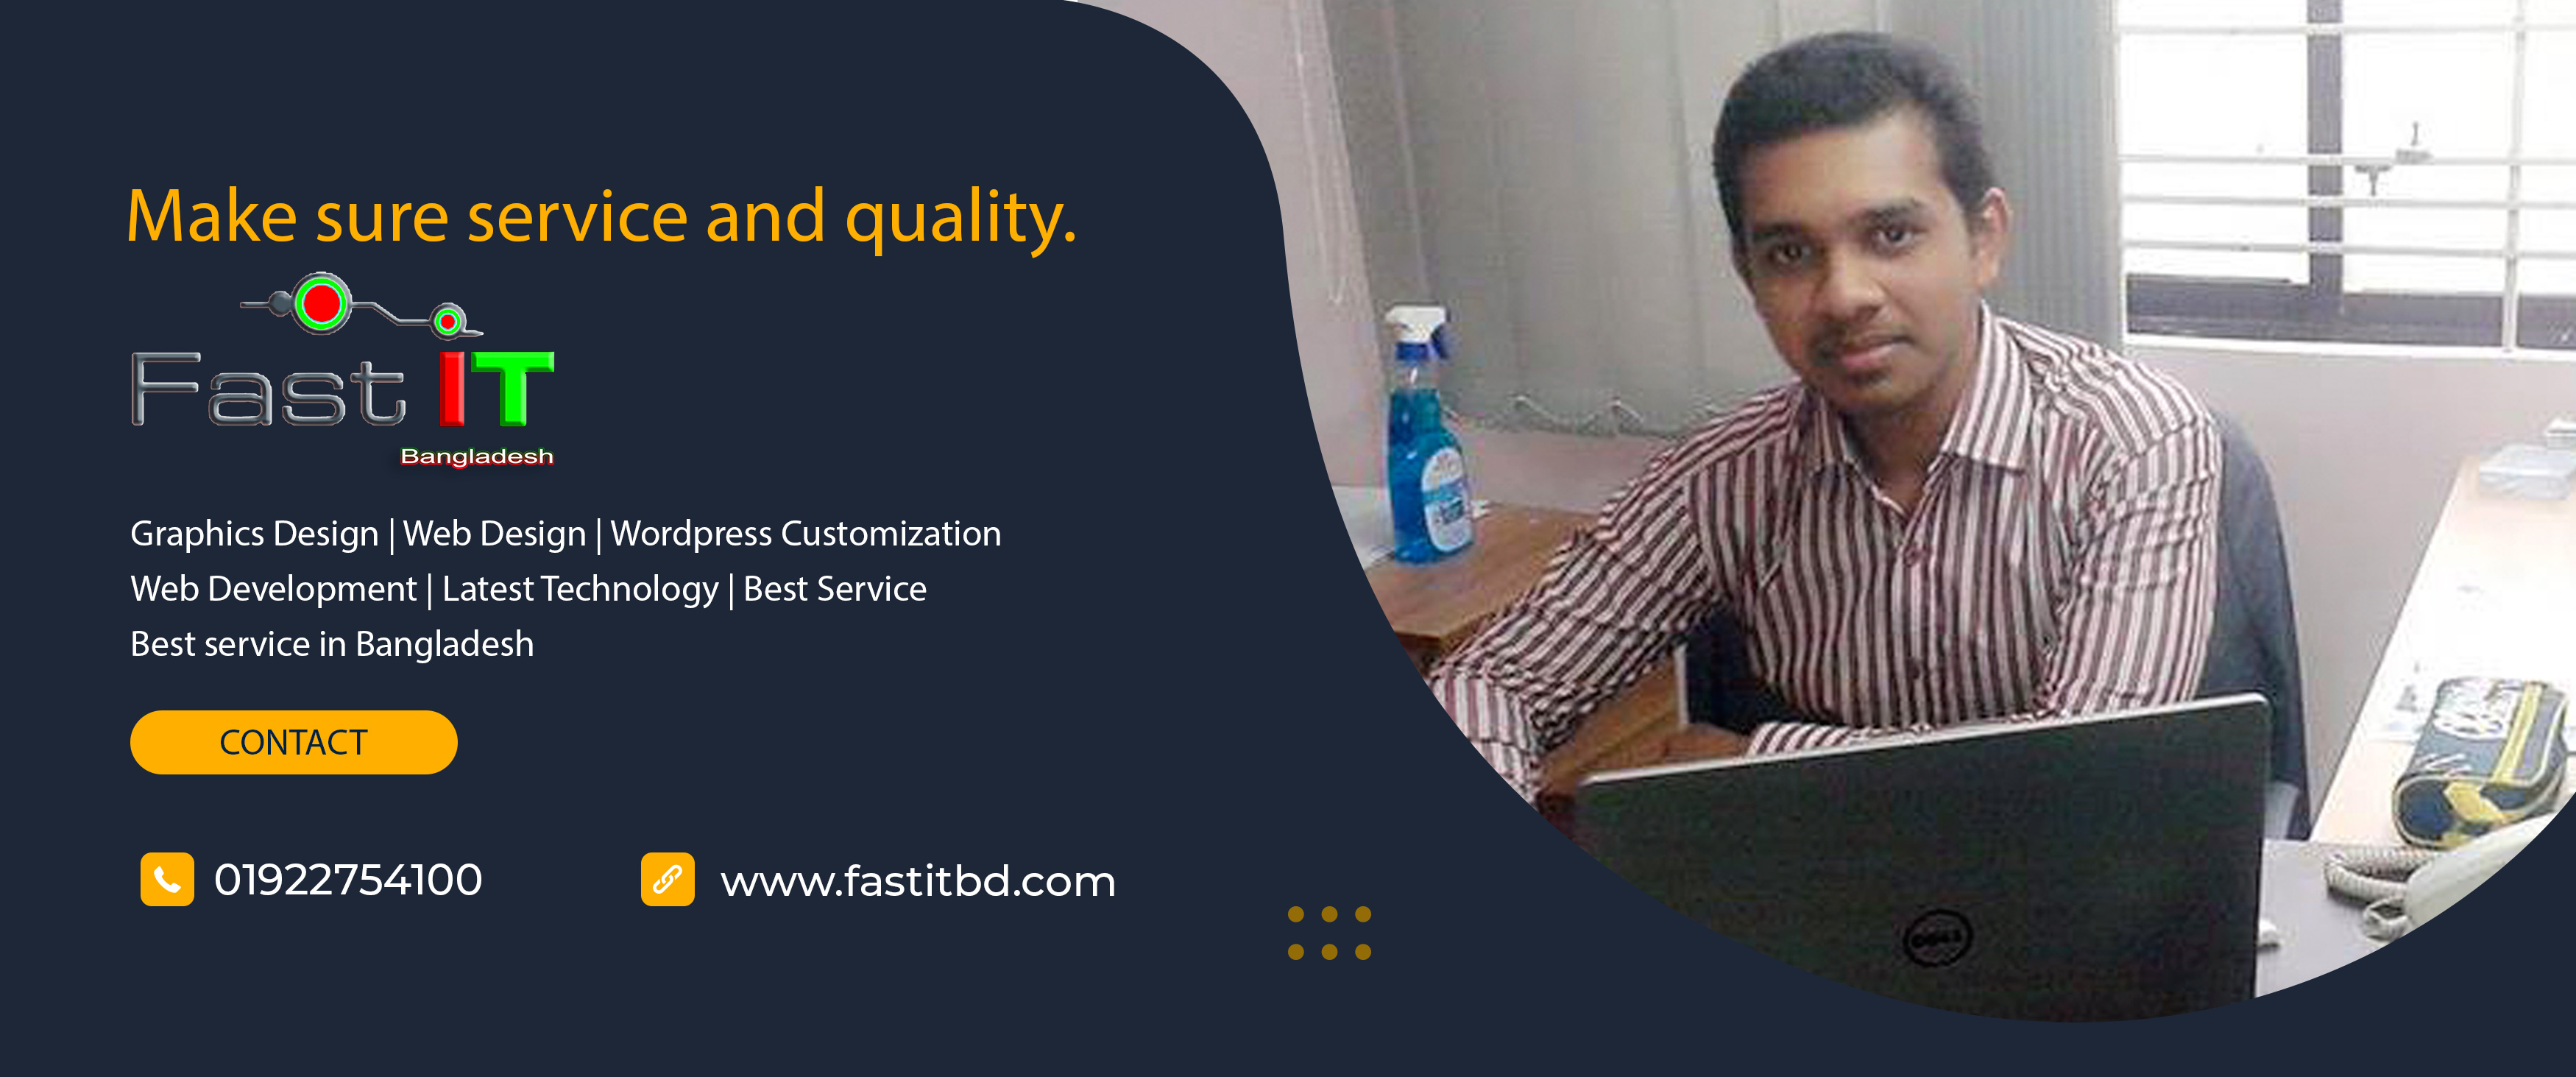 Make sure service and quality.
Fast IT
Bangladesh
Graphics Design | Web Design | Wordpress Customization
Web Development | Latest Technology | Best Service
Best service in Bangladesh
CONTACT
01922754100
www.fastitbd.com
DELL